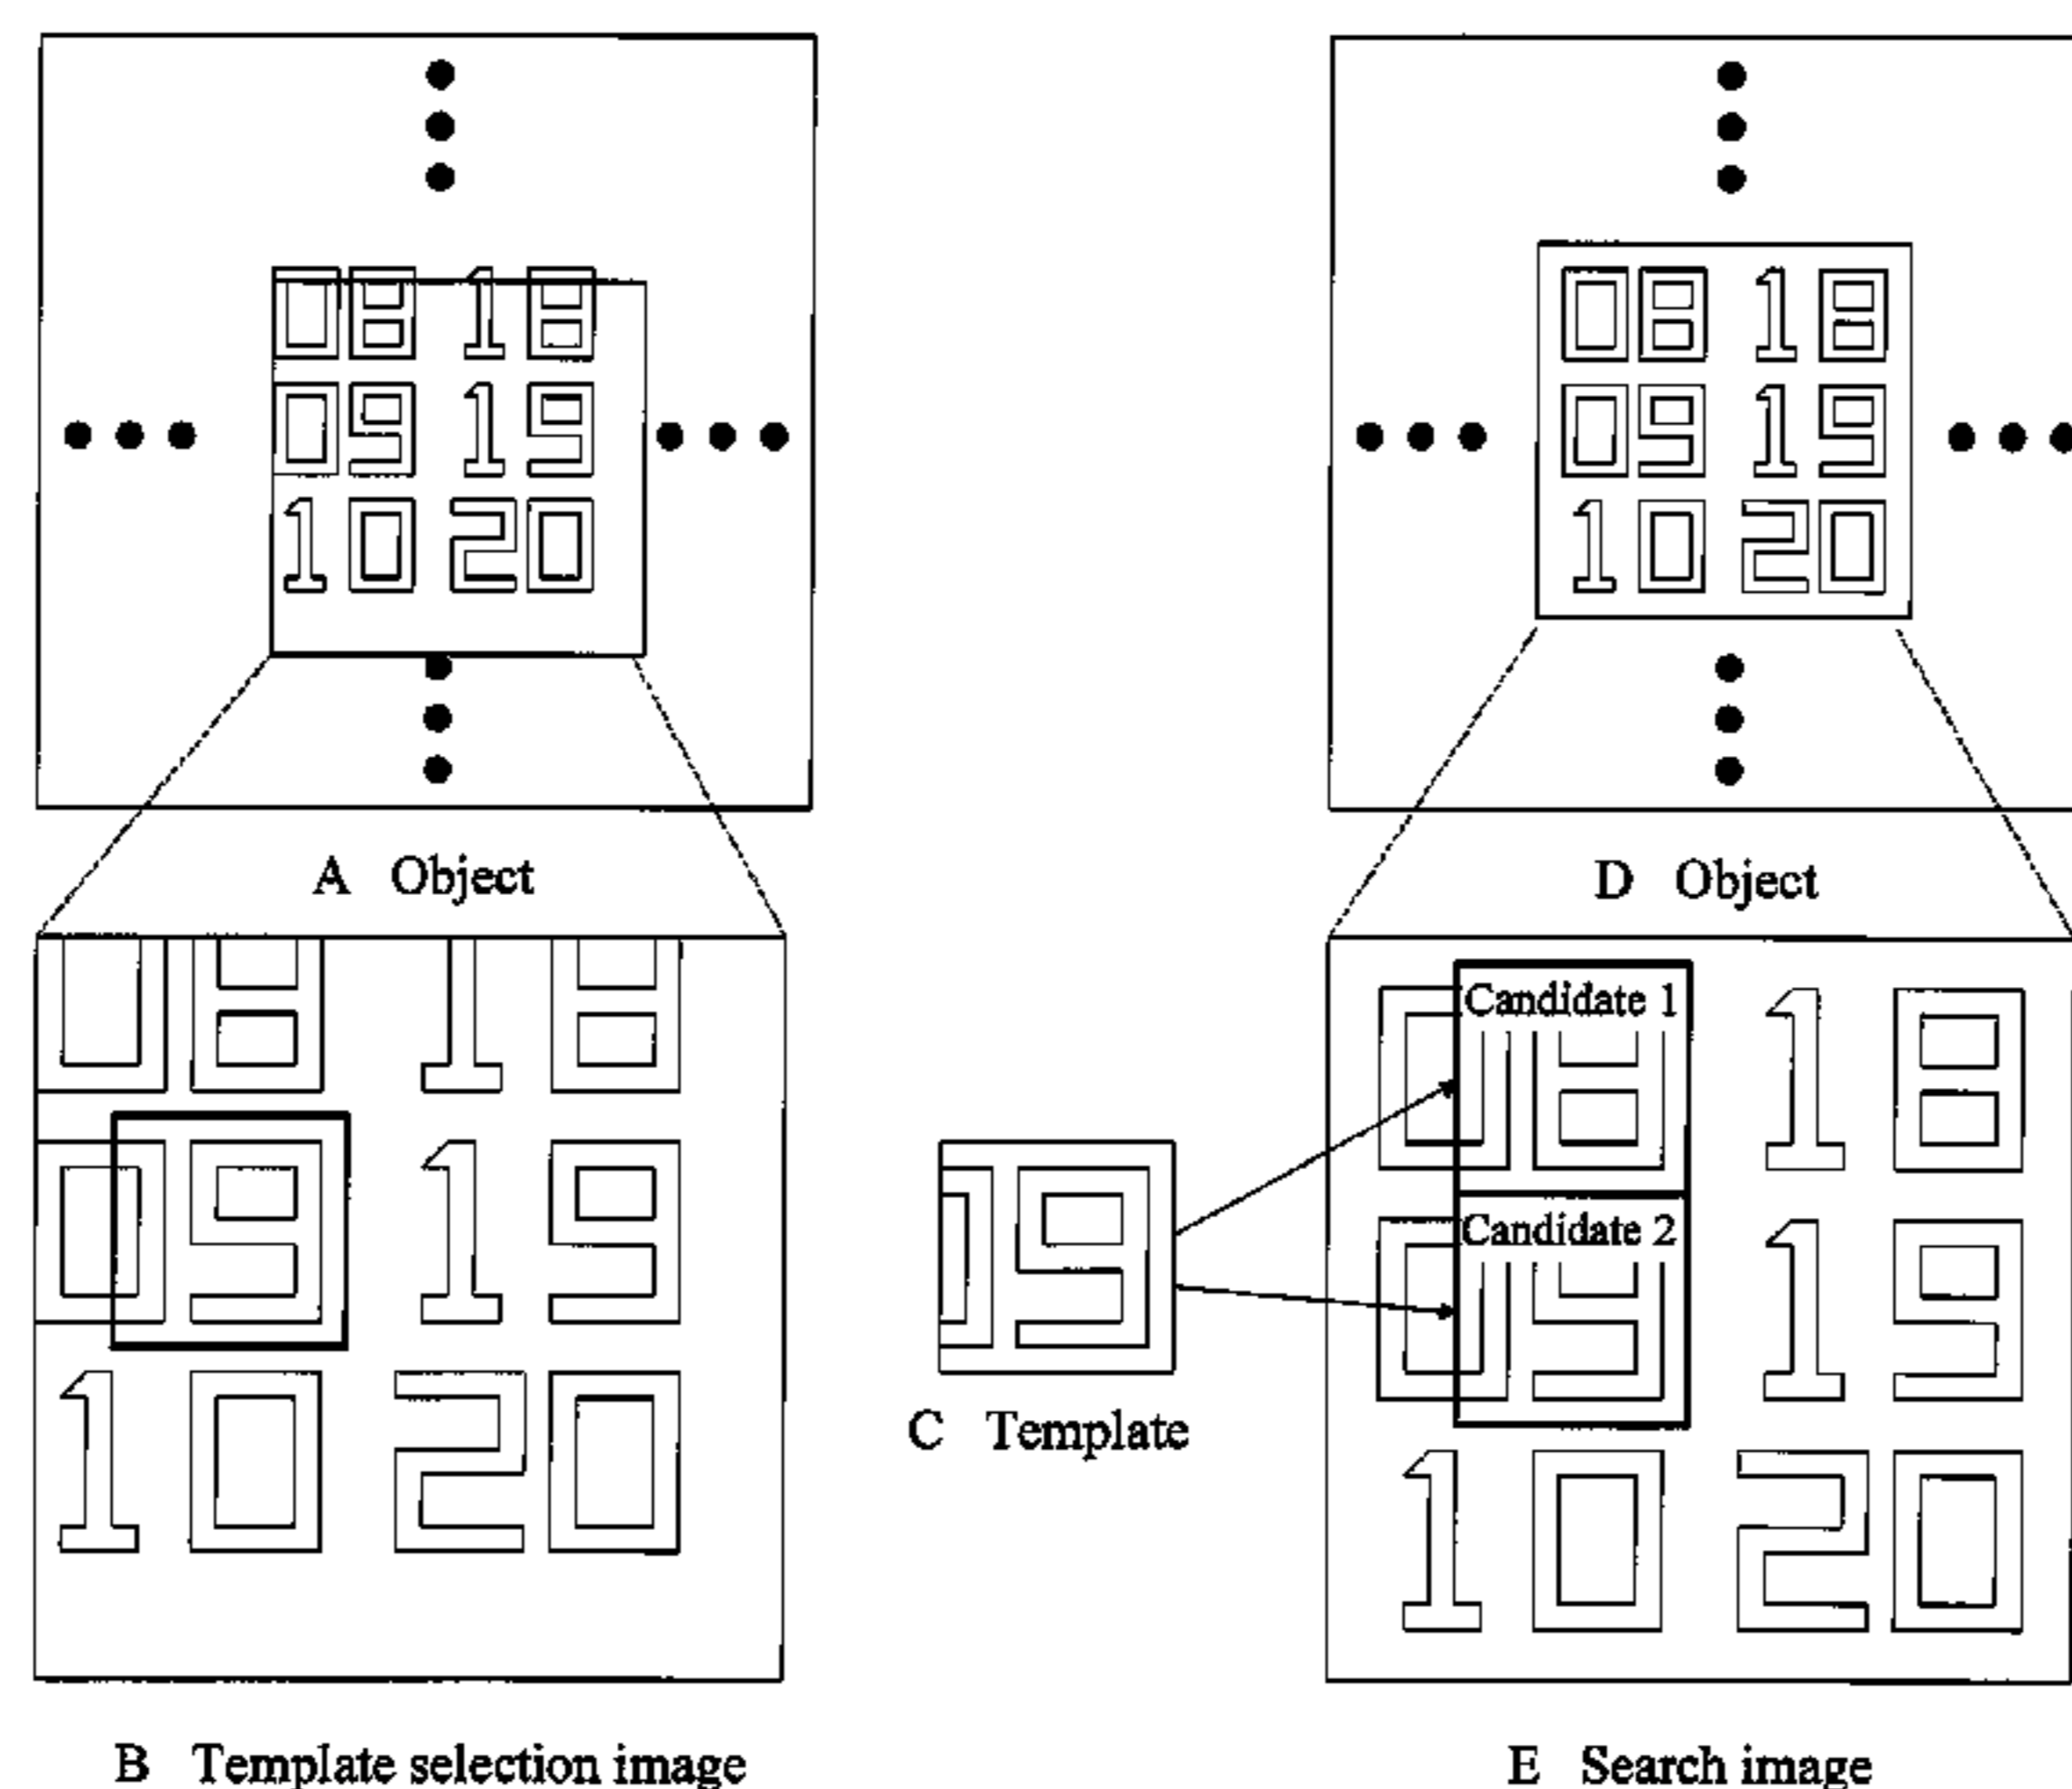 08 18
09 19
10 20
A Object
08 18
09 19
10 20
B Template selection image
09
C Template
08 18
09 19
10 20
D Object
Candidate 1
08 18
Candidate 2
09 19
10 20
E Search image